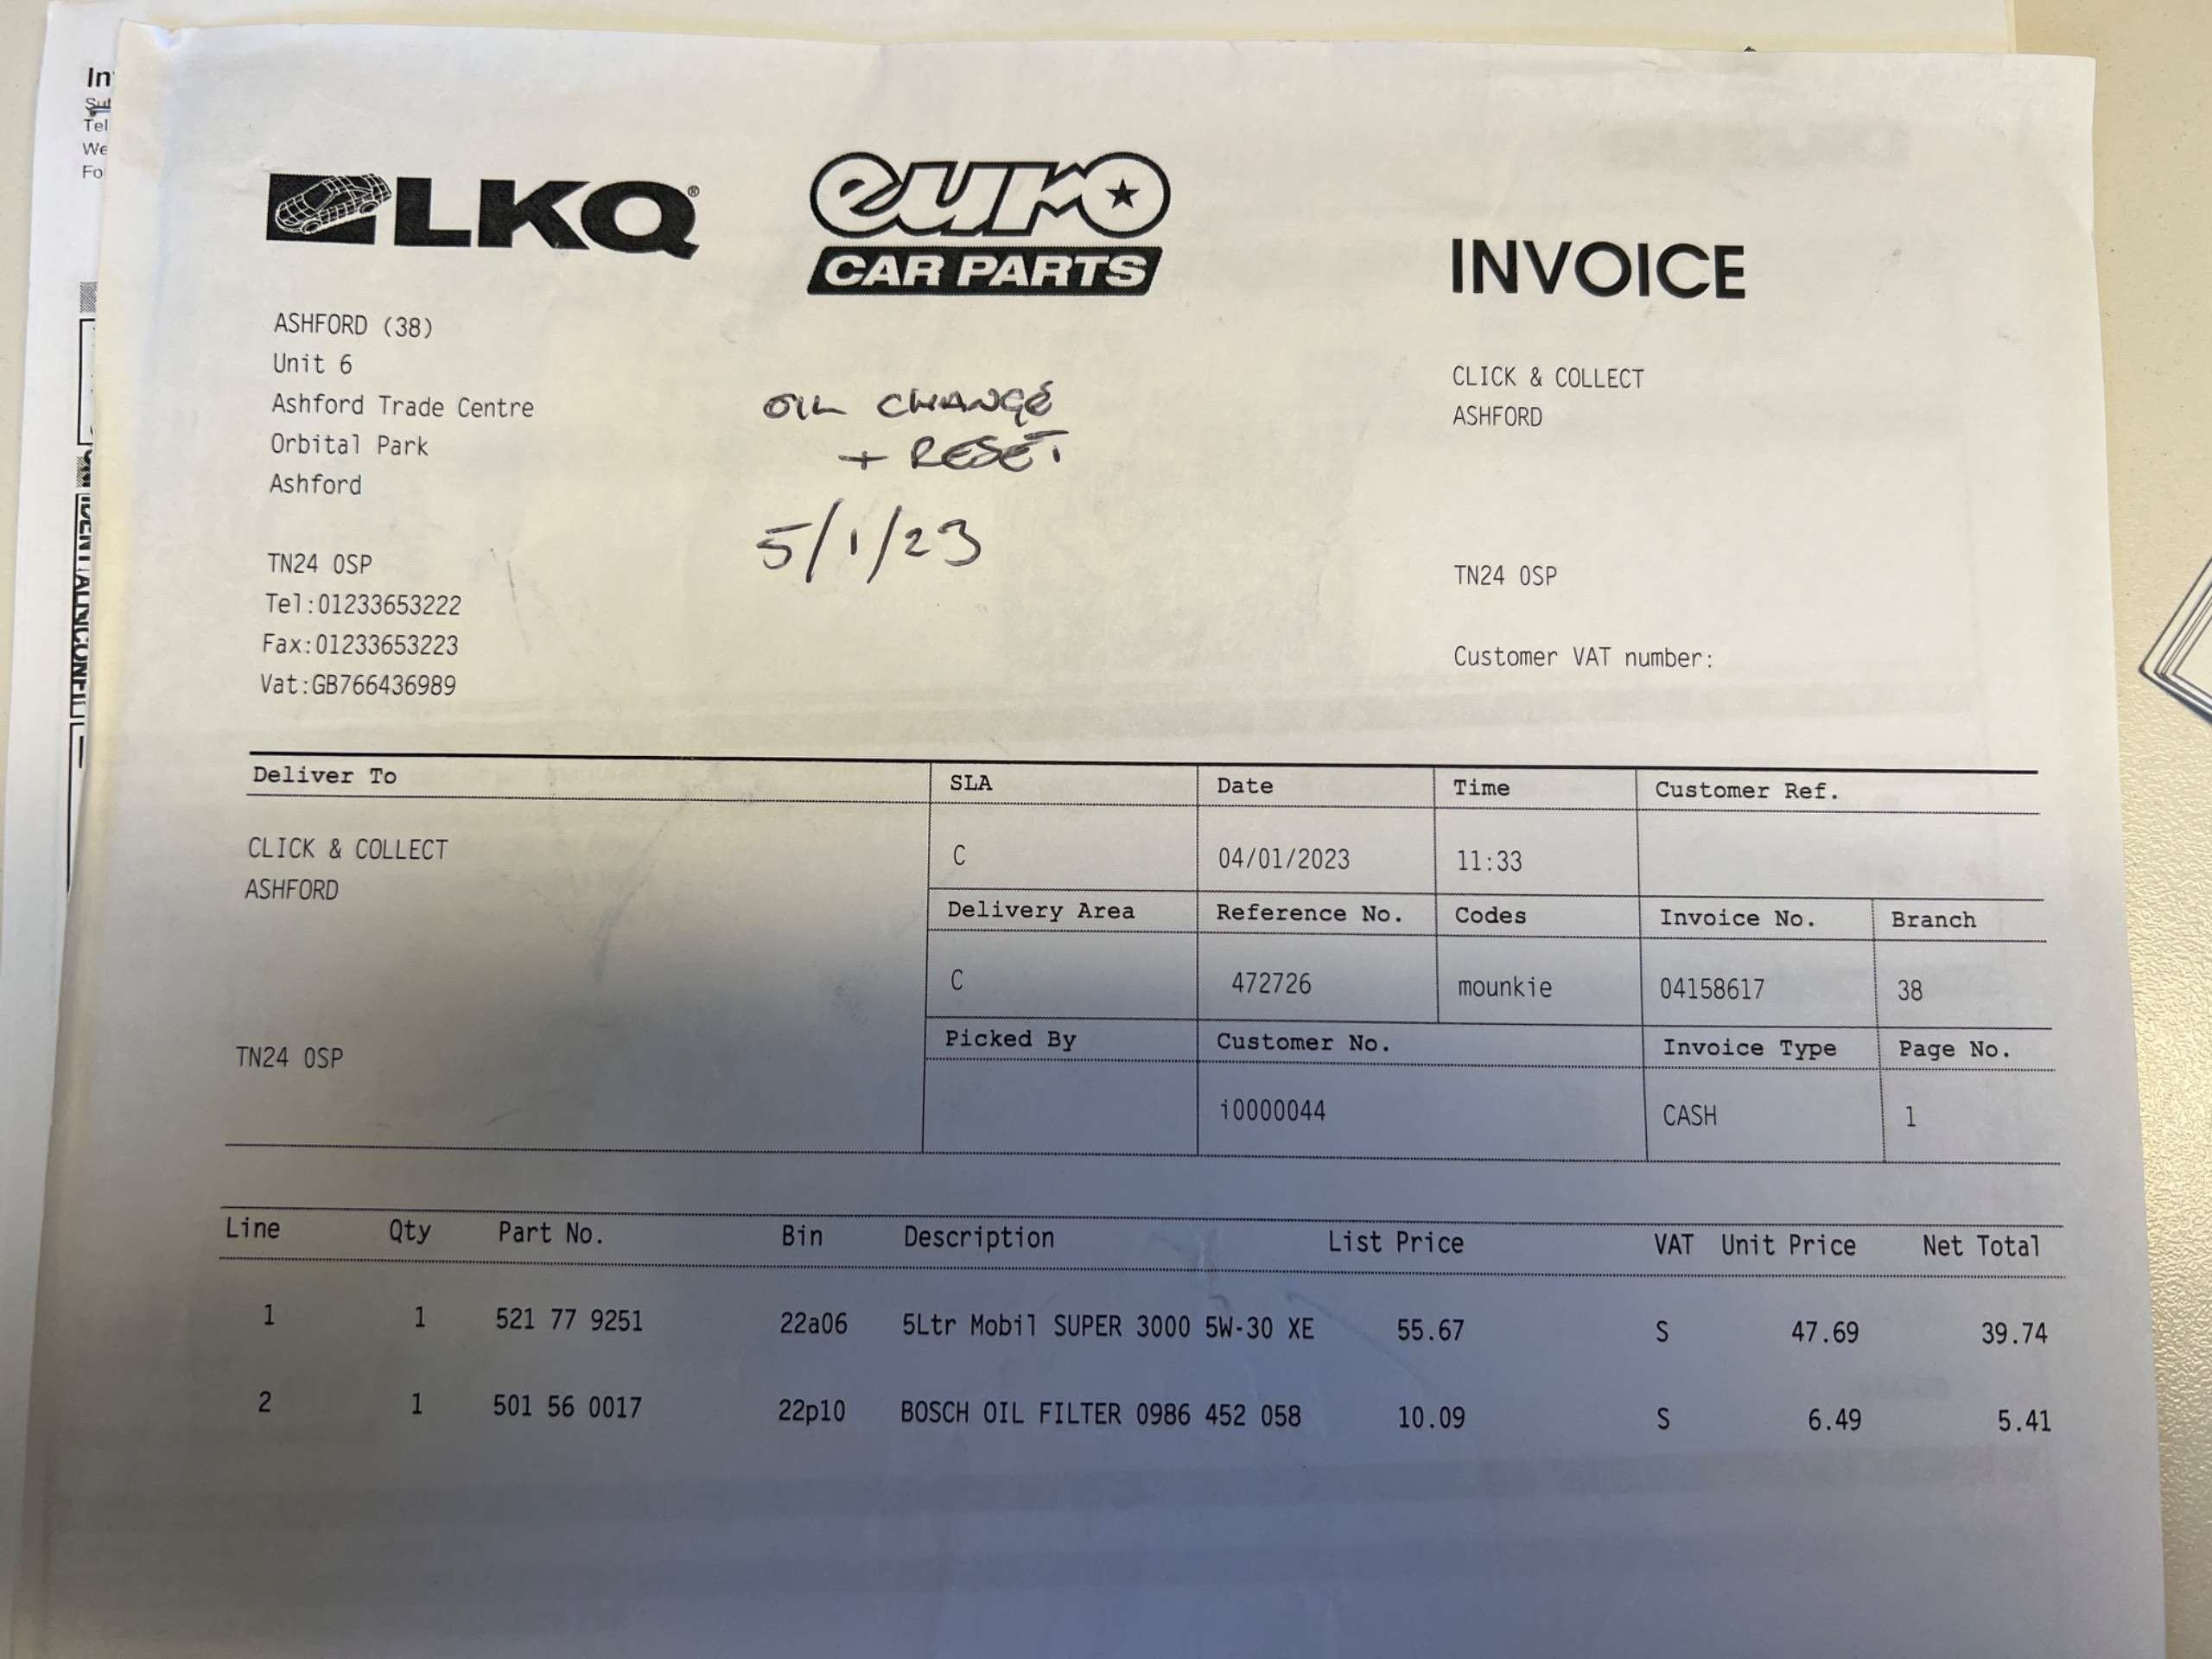 In
Tel
We
Fo
LKQ®
euro
CAR PARTS
INVOICE
ASHFORD (38)
Unit 6
Ashford Trade Centre
Orbital Park
Ashford
TN24 0SP
Tel:01233653222
Fax:01233653223
Vat:GB766436989
OIL CHANGE
+ RESET
5/1/23
CLICK & COLLECT
ASHFORD
TN24 0SP
Customer VAT number:
Deliver To SLA Date Time Customer Ref.
CLICK & COLLECT C 04/01/2023 11:33
ASHFORD
Delivery Area Reference No. Codes Invoice No. Branch
C 472726 mounkie 04158617 38
TN24 0SP
Picked By Customer No. Invoice Type Page No.
i0000044 CASH 1
Line Qty Part No. Bin Description List Price VAT Unit Price Net Total
1 1 521 77 9251 22a06 5Ltr Mobil SUPER 3000 5W-30 XE 55.67 S 47.69 39.74
2 1 501 56 0017 22p10 BOSCH OIL FILTER 0986 452 058 10.09 S 6.49 5.41